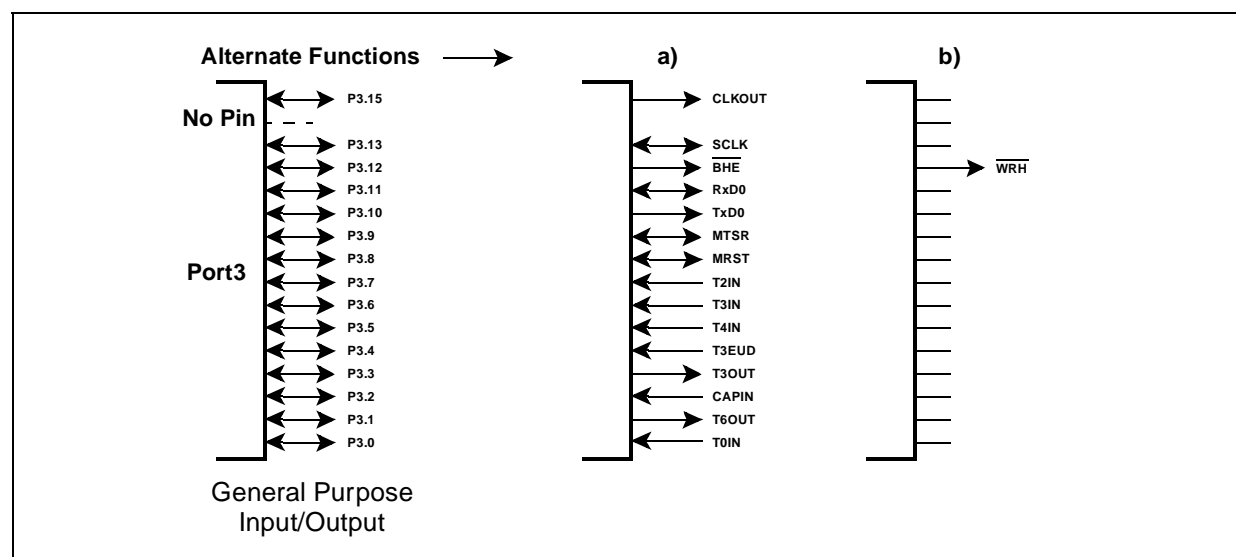 Alternate Functions a) b)
P3.15 CLKOUT
No Pin
P3.13 SCLK
P3.12 B̅H̅E̅ W̅R̅H̅
P3.11 RxD0
P3.10 TxD0
P3.9 MTSR
P3.8 MRST
Port3
P3.7 T2IN
P3.6 T3IN
P3.5 T4IN
P3.4 T3EUD
P3.3 T3OUT
P3.2 CAPIN
P3.1 T6OUT
P3.0 T0IN
General Purpose
Input/Output